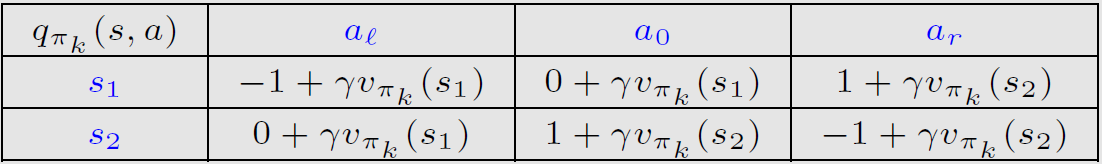 q_{π_k}(s, a) a_ℓ a_0 a_r
s_1 −1 + γv_{π_k}(s_1) 0 + γv_{π_k}(s_1) 1 + γv_{π_k}(s_2)
s_2 0 + γv_{π_k}(s_1) 1 + γv_{π_k}(s_2) −1 + γv_{π_k}(s_2)